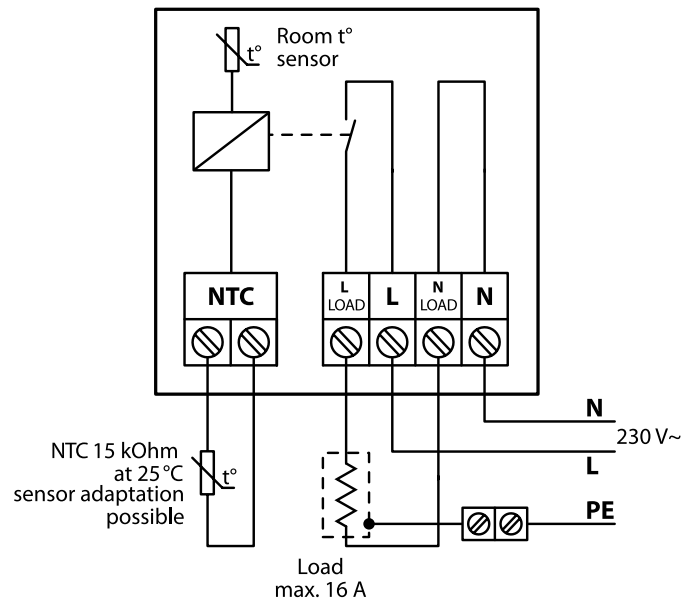 t°
Room t°
sensor
NTC
L
LOAD
L
N
LOAD
N
N
230 V~
L
PE
NTC 15 kOhm
at 25 °C
sensor adaptation
possible
t°
Load
max. 16 A